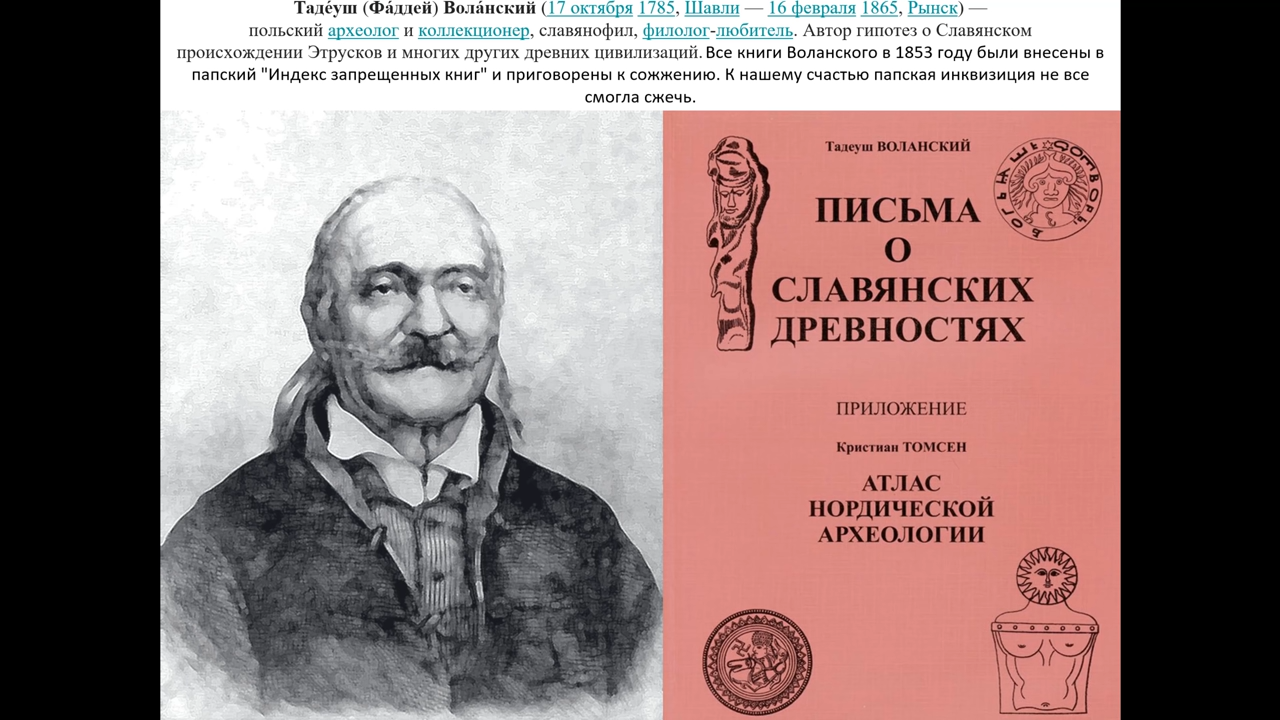 Таде́уш (Фа́ддей) Вола́нский (17 октября 1785, Шавли — 16 февраля 1865, Рынск) —
польский археолог и коллекционер, славянофил, филолог-любитель. Автор гипотез о Славянском
происхождении Этрусков и многих других древних цивилизаций. Все книги Воланского в 1853 году были внесены в
папский "Индекс запрещенных книг" и приговорены к сожжению. К нашему счастью папская инквизиция не все
смогла сжечь.
Тадеуш ВОЛАНСКИЙ
ПИСЬМА
О
СЛАВЯНСКИХ
ДРЕВНОСТЯХ
ПРИЛОЖЕНИЕ
Кристиан ТОМСЕН
АТЛАС
НОРДИЧЕСКОЙ
АРХЕОЛОГИИ